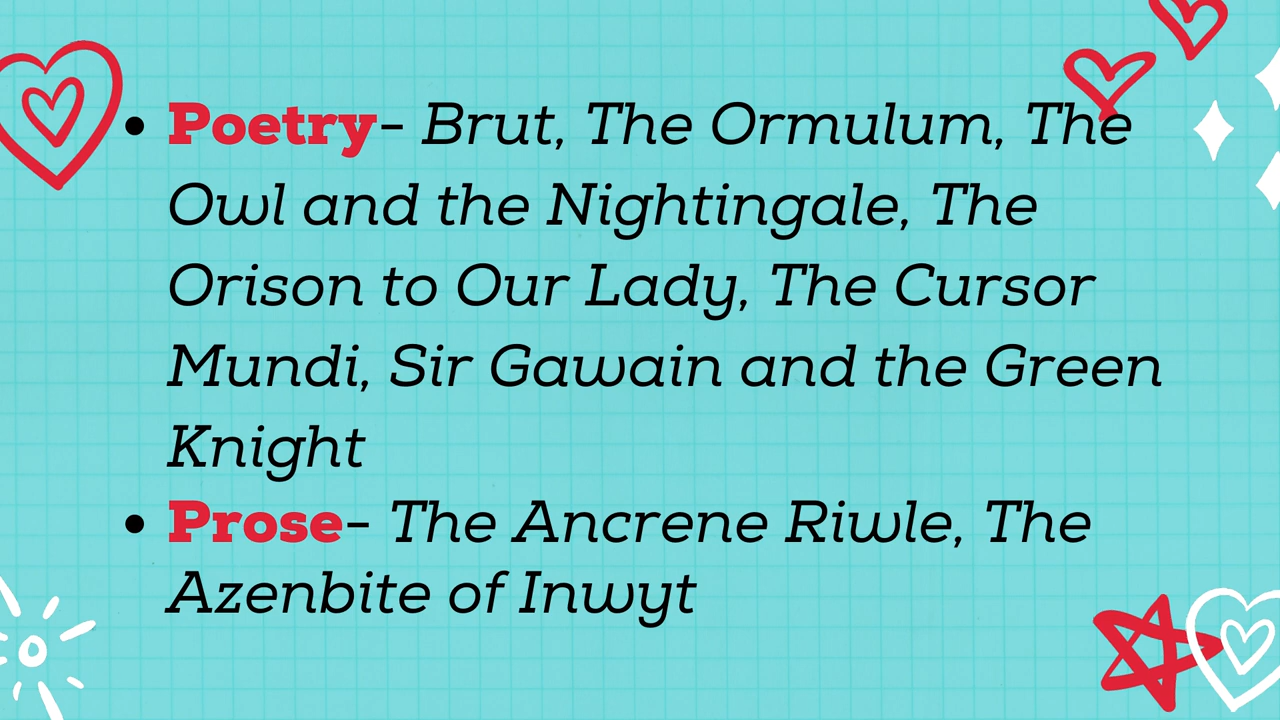 • Poetry- Brut, The Ormulum, The
Owl and the Nightingale, The
Orison to Our Lady, The Cursor
Mundi, Sir Gawain and the Green
Knight
• Prose- The Ancrene Riwle, The
Azenbite of Inwyt